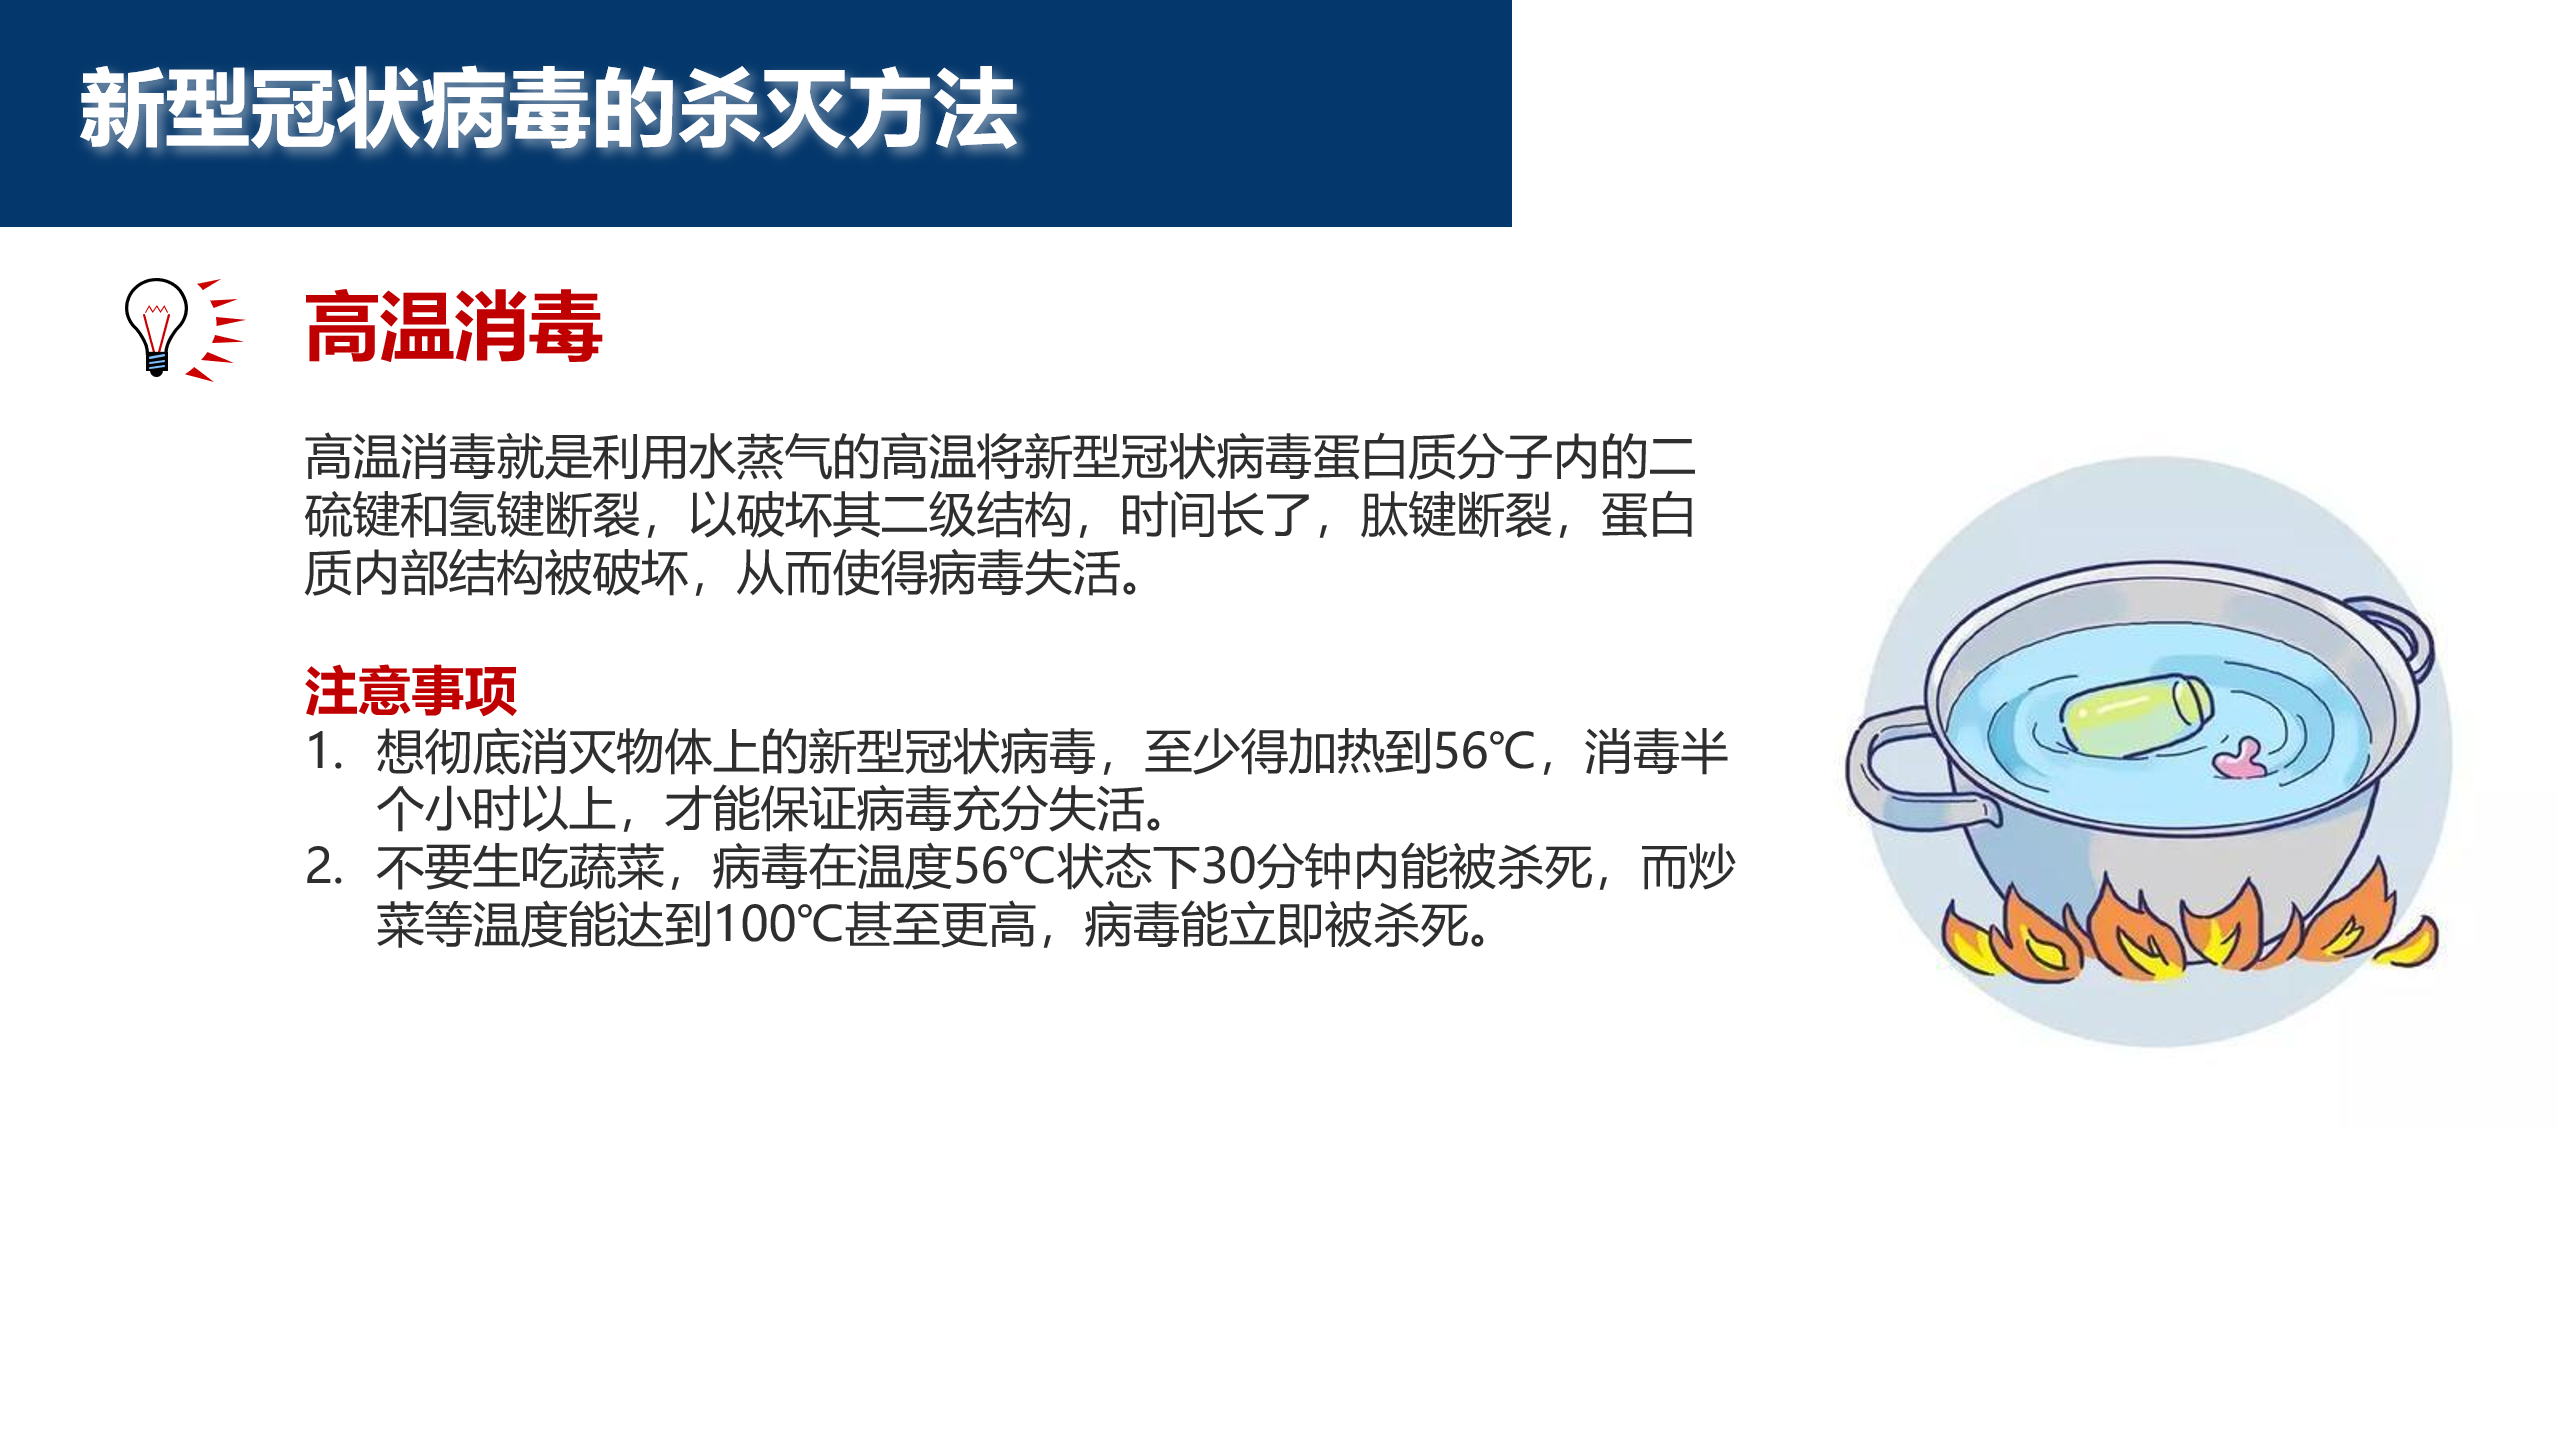 新型冠状病毒的杀灭方法
高温消毒
高温消毒就是利用水蒸气的高温将新型冠状病毒蛋白质分子内的二
硫键和氢键断裂，以破坏其二级结构，时间长了，肽键断裂，蛋白
质内部结构被破坏，从而使得病毒失活。
注意事项
1. 想彻底消灭物体上的新型冠状病毒，至少得加热到56℃，消毒半
个小时以上，才能保证病毒充分失活。
2. 不要生吃蔬菜，病毒在温度56℃状态下30分钟内能被杀死，而炒
菜等温度能达到100℃甚至更高，病毒能立即被杀死。